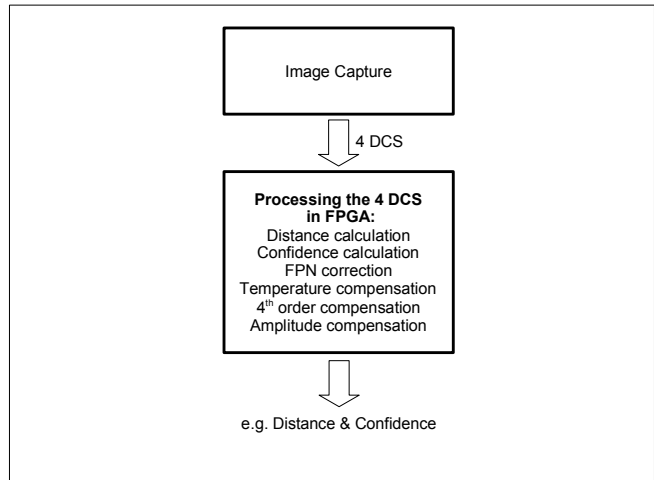 Image Capture
4 DCS
Processing the 4 DCS
in FPGA:
Distance calculation
Confidence calculation
FPN correction
Temperature compensation
4th order compensation
Amplitude compensation
e.g. Distance & Confidence